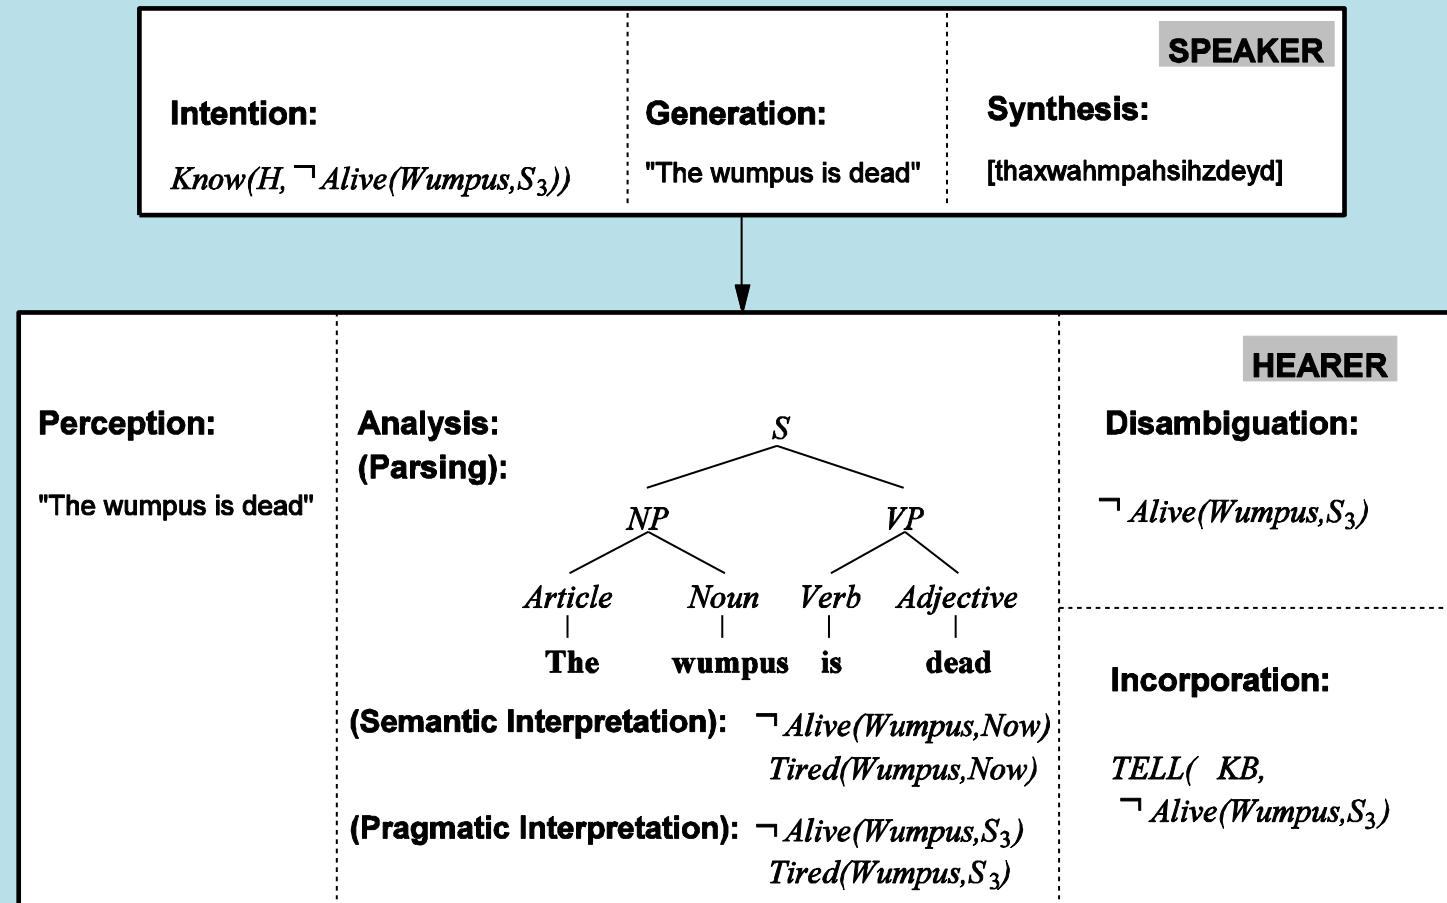 SPEAKER
Intention:
Know(H, ¬ Alive(Wumpus,S₃))
Generation:
"The wumpus is dead"
Synthesis:
[thaxwahmpahsihzdeyd]
HEARER
Perception:
"The wumpus is dead"
Analysis:
(Parsing):
S
NP VP
Article Noun Verb Adjective
The wumpus is dead
(Semantic Interpretation): ¬ Alive(Wumpus,Now)
Tired(Wumpus,Now)
(Pragmatic Interpretation): ¬ Alive(Wumpus,S₃)
Tired(Wumpus,S₃)
Disambiguation:
¬ Alive(Wumpus,S₃)
Incorporation:
TELL( KB,
¬ Alive(Wumpus,S₃)